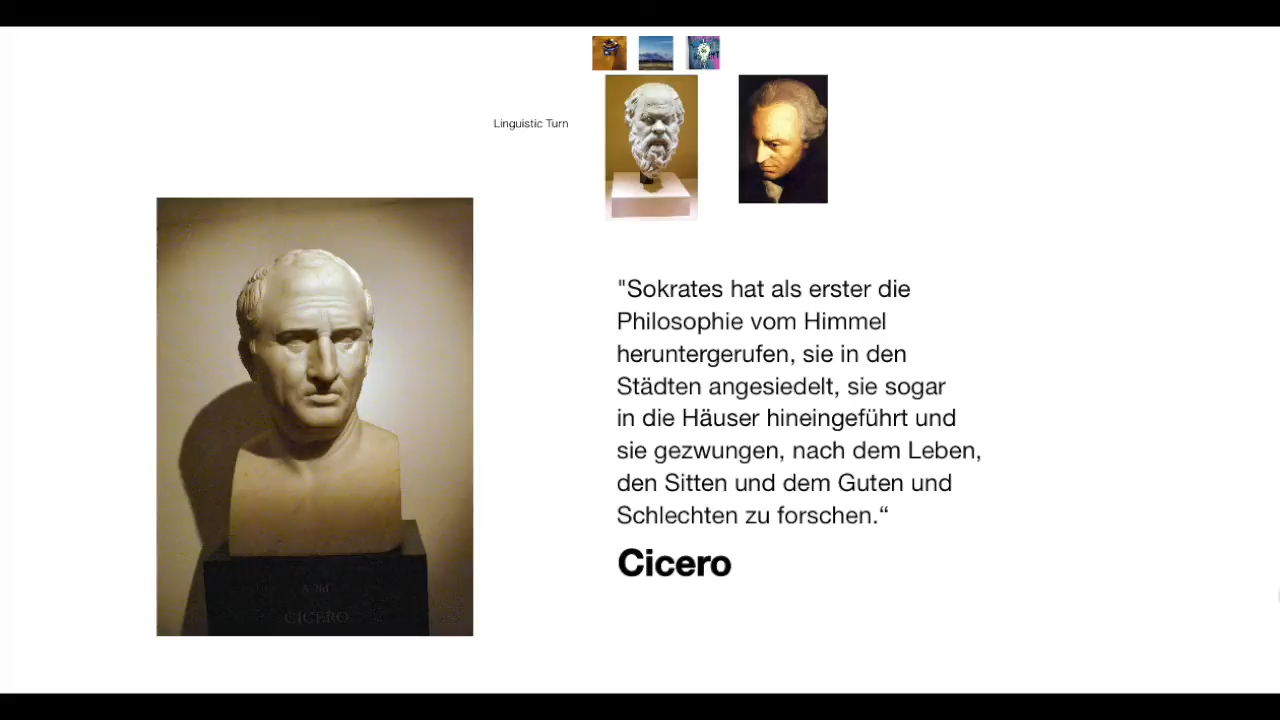 Linguistic Turn
"Sokrates hat als erster die
Philosophie vom Himmel
heruntergerufen, sie in den
Städten angesiedelt, sie sogar
in die Häuser hineingeführt und
sie gezwungen, nach dem Leben,
den Sitten und dem Guten und
Schlechten zu forschen.“
Cicero
CICERO